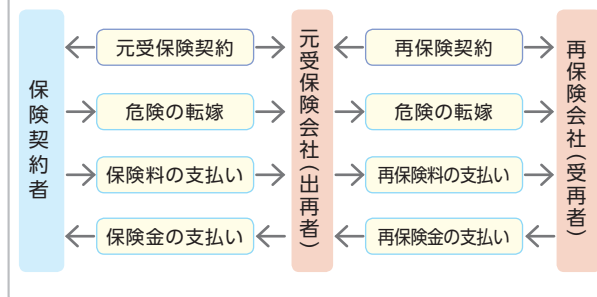 保険契約者
元受保険契約
危険の転嫁
保険料の支払い
保険金の支払い
元受保険会社(出再者)
再保険契約
危険の転嫁
再保険料の支払い
再保険金の支払い
再保険会社(受再者)